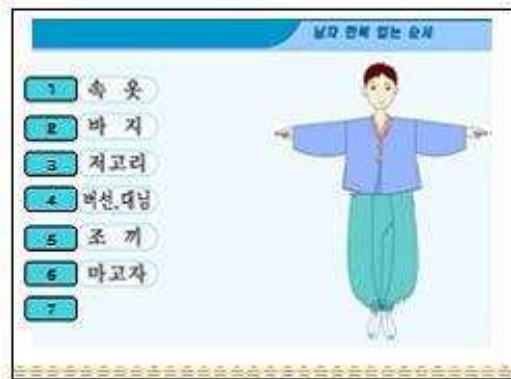 남자 한복 입는 순서
1 속 옷
2 바 지
3 저고리
4 버선,대님
5 조 끼
6 마고자
7